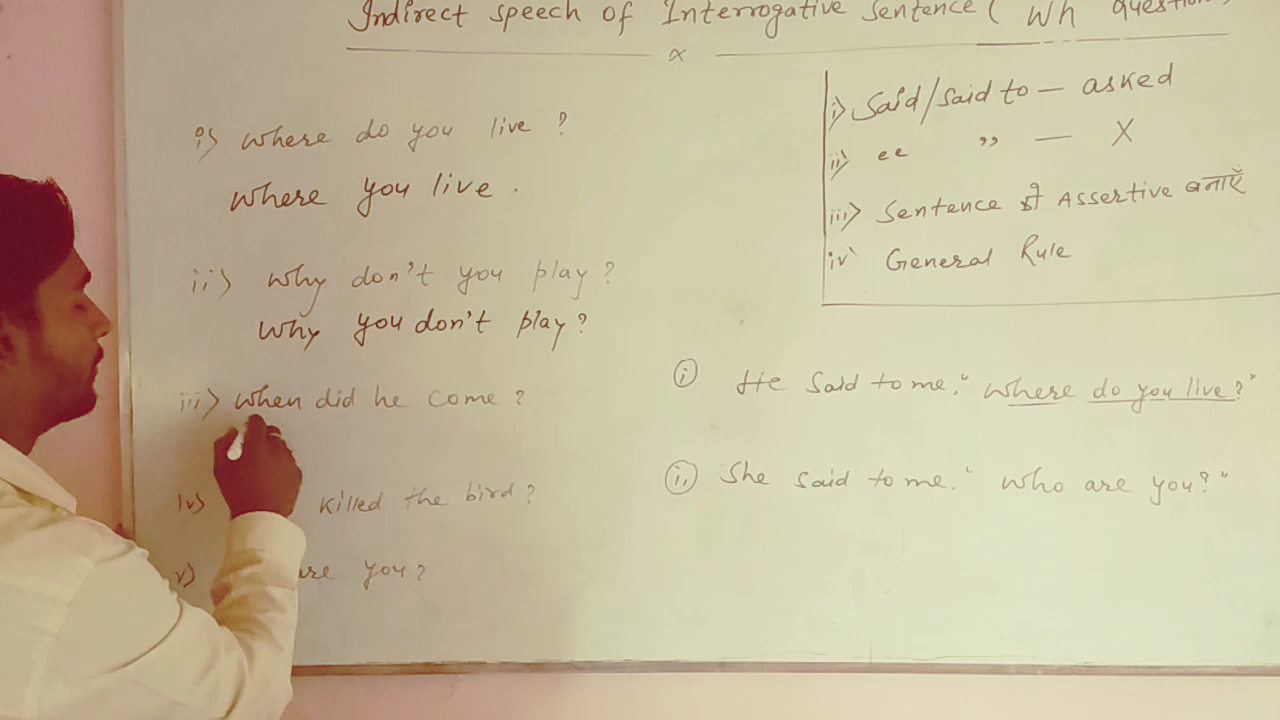 Indirect speech of Interrogative Sentence ( Wh Question
i) where do you live ?
where you live .
ii) why don't you play ?
why you don't play ?
iii) when did he come ?
iv) killed the bird ?
v) are you ?
i) Said/said to — asked
ii) " " — X
iii) Sentence को Assertive बनाएँ
iv) General Rule
i He said to me," where do you live ?"
ii She said to me." who are you ?"